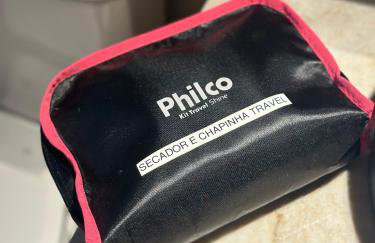 Philco
Kit Travel Shine
SECADOR E CHAPINHA TRAVEL